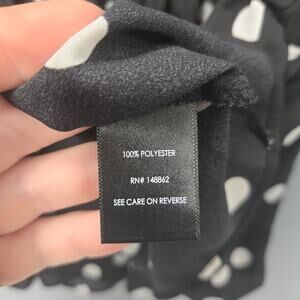 100% POLYESTER
RN# 148862
SEE CARE ON REVERSE